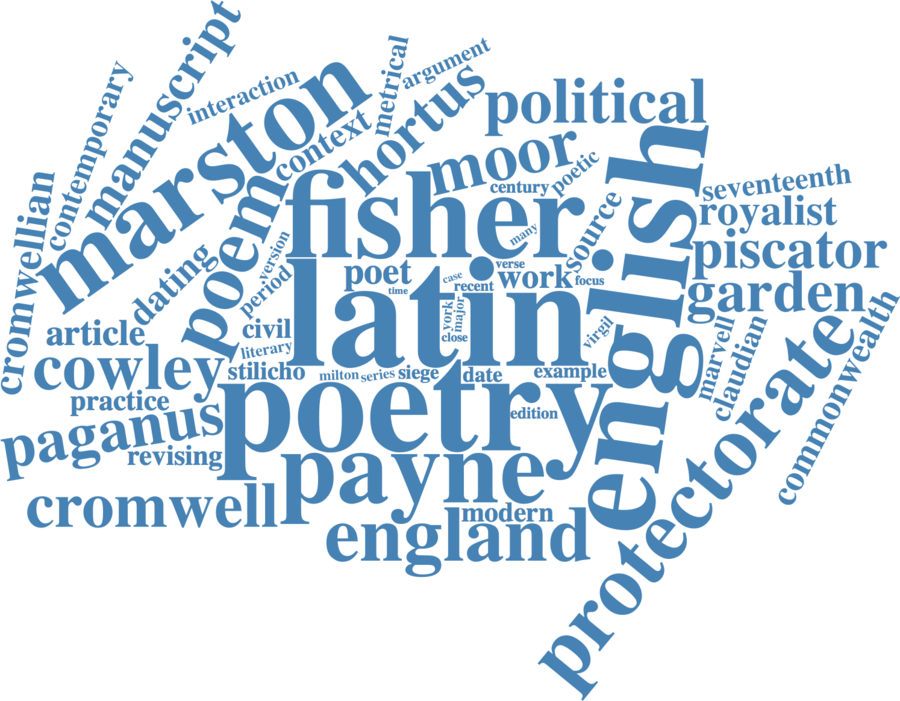 manuscript
contemporary
interaction
marston
metrical
argument
context
hortus
political
moor
century
poetic
english
seventeenth
royalist
cromwellian
poem
fisher
many
source
piscator
dating
version
period
poet
time
case
recent
verse
work
focus
garden
article
civil
literary
latin
york
major
close
virgil
marvell
claudian
protectorate
commonwealth
cowley
stilicho
milton
series
siege
date
example
practice
paganus
revising
poetry
edition
cromwell
payne
modern
england